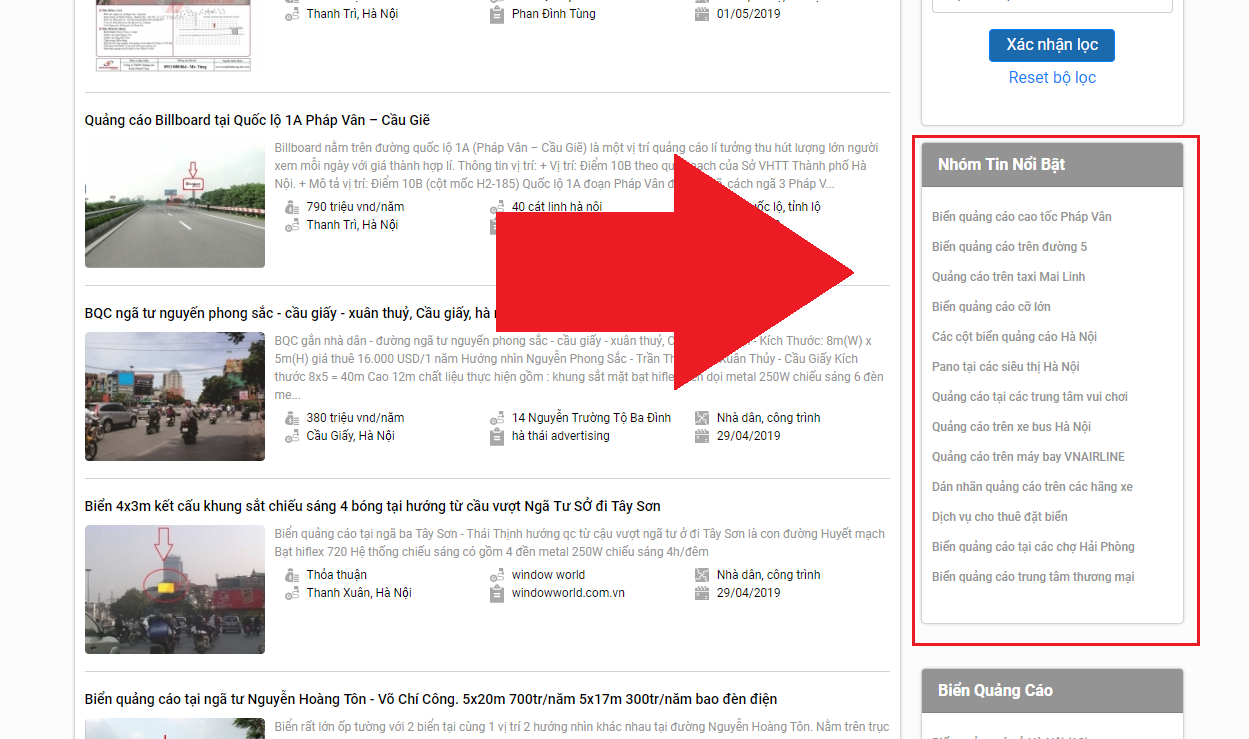 Thanh Trì, Hà Nội
Phan Đình Tùng
01/05/2019
Quảng cáo Billboard tại Quốc lộ 1A Pháp Vân – Cầu Giẽ
Billboard nằm trên đường quốc lộ 1A (Pháp Vân – Cầu Giẽ) là một vị trí quảng cáo lí tưởng thu hút lượng lớn người
xem mỗi ngày với giá thành hợp lí. Thông tin vị trí: + Vị trí: Điểm 10B theo qu ạch của Sở VHTT Thành phố Hà
Nội. + Mô tả vị trí: Điểm 10B (cột mốc H2-185) Quốc lộ 1A đoạn Pháp Vân đ cách ngã 3 Pháp V...
790 triệu vnd/năm
40 cát linh hà nội
ốc lộ, tỉnh lộ
Thanh Trì, Hà Nội
BQC ngã tư nguyến phong sắc - cầu giấy - xuân thuỷ, Cầu giấy, hà
BQC gắn nhà dân - đường ngã tư nguyến phong sắc - cầu giấy - xuân thuỷ, C - Kích Thước: 8m(W) x
5m(H) giá thuê 16.000 USD/1 năm Hướng nhìn Nguyễn Phong Sắc - Trần Th Xuân Thủy - Cầu Giấy Kích
thước 8x5 = 40m Cao 12m chất liệu thực hiện gồm : khung sắt mặt bạt hifle n dọi metal 250W chiếu sáng 6 đèn
me...
380 triệu vnd/năm
14 Nguyễn Trường Tộ Ba Đình
Nhà dân, công trình
Cầu Giấy, Hà Nội
hà thái advertising
29/04/2019
Biển 4x3m kết cấu khung sắt chiếu sáng 4 bóng tại hướng từ cầu vượt Ngã Tư SỞ đi Tây Sơn
Biển quảng cáo tại ngã ba Tây Sơn - Thái Thịnh hướng qc từ cậu vượt ngã tư ở đi Tây Sơn là con đường Huyết mạch
Bạt hiflex 720 Hệ thống chiếu sáng có gồm 4 đèn metal 250W chiếu sáng 4h/đêm
Thỏa thuận
window world
Nhà dân, công trình
Thanh Xuân, Hà Nội
windowworld.com.vn
29/04/2019
Biển quảng cáo tại ngã tư Nguyễn Hoàng Tôn - Võ Chí Công. 5x20m 700tr/năm 5x17m 300tr/năm bao đèn điện
Biển rất lớn ốp tường với 2 biển tại cùng 1 vị trí 2 hướng nhìn khác nhau tại đường Nguyễn Hoàng Tôn. Nằm trên trục
Xác nhận lọc
Reset bộ lọc
Nhóm Tin Nổi Bật
Biển quảng cáo cao tốc Pháp Vân
Biển quảng cáo trên đường 5
Quảng cáo trên taxi Mai Linh
Biển quảng cáo cỡ lớn
Các cột biển quảng cáo Hà Nội
Pano tại các siêu thị Hà Nội
Quảng cáo tại các trung tâm vui chơi
Quảng cáo trên xe bus Hà Nội
Quảng cáo trên máy bay VNAIRLINE
Dán nhãn quảng cáo trên các hãng xe
Dịch vụ cho thuê đặt biển
Biển quảng cáo tại các chợ Hải Phòng
Biển quảng cáo trung tâm thương mại
Biển Quảng Cáo